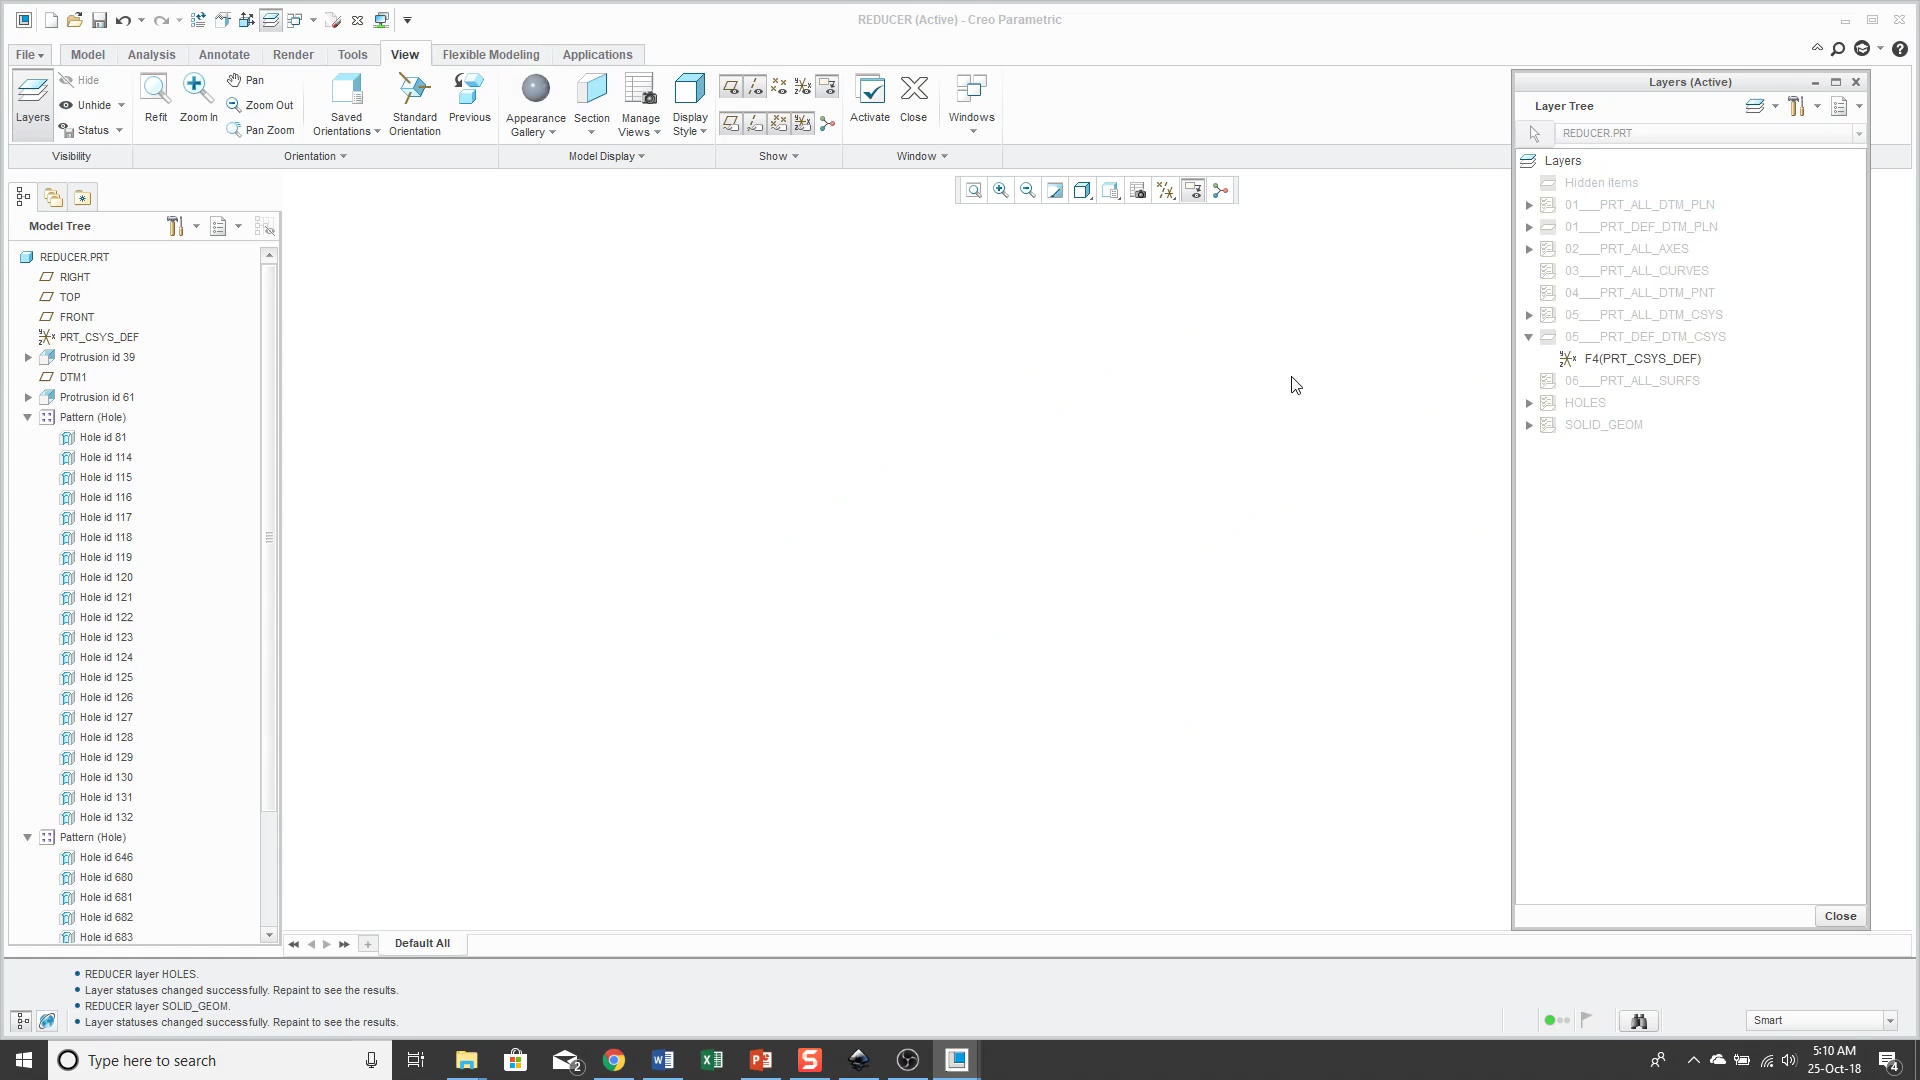 REDUCER (Active) - Creo Parametric
File Model Analysis Annotate Render Tools View Flexible Modeling Applications
Layers
Hide
Unhide
Status
Refit
Zoom In
Pan
Zoom Out
Pan Zoom
Saved Orientations
Standard Orientation
Previous
Appearance Gallery
Section
Manage Views
Display Style
Activate
Close
Windows
Visibility Orientation Model Display Show Window
Model Tree
REDUCER.PRT
RIGHT
TOP
FRONT
PRT_CSYS_DEF
Protrusion id 39
DTM1
Protrusion id 61
Pattern (Hole)
Hole id 81
Hole id 114
Hole id 115
Hole id 116
Hole id 117
Hole id 118
Hole id 119
Hole id 120
Hole id 121
Hole id 122
Hole id 123
Hole id 124
Hole id 125
Hole id 126
Hole id 127
Hole id 128
Hole id 129
Hole id 130
Hole id 131
Hole id 132
Pattern (Hole)
Hole id 646
Hole id 680
Hole id 681
Hole id 682
Hole id 683
Default All
Layers (Active)
Layer Tree
REDUCER.PRT
Layers
Hidden Items
01___PRT_ALL_DTM_PLN
01___PRT_DEF_DTM_PLN
02___PRT_ALL_AXES
03___PRT_ALL_CURVES
04___PRT_ALL_DTM_PNT
05___PRT_ALL_DTM_CSYS
05___PRT_DEF_DTM_CSYS
F4(PRT_CSYS_DEF)
06___PRT_ALL_SURFS
HOLES
SOLID_GEOM
Close
• REDUCER layer HOLES.
• Layer statuses changed successfully. Repaint to see the results.
• REDUCER layer SOLID_GEOM.
• Layer statuses changed successfully. Repaint to see the results.
Smart
Type here to search
2
5:10 AM
25-Oct-18
4